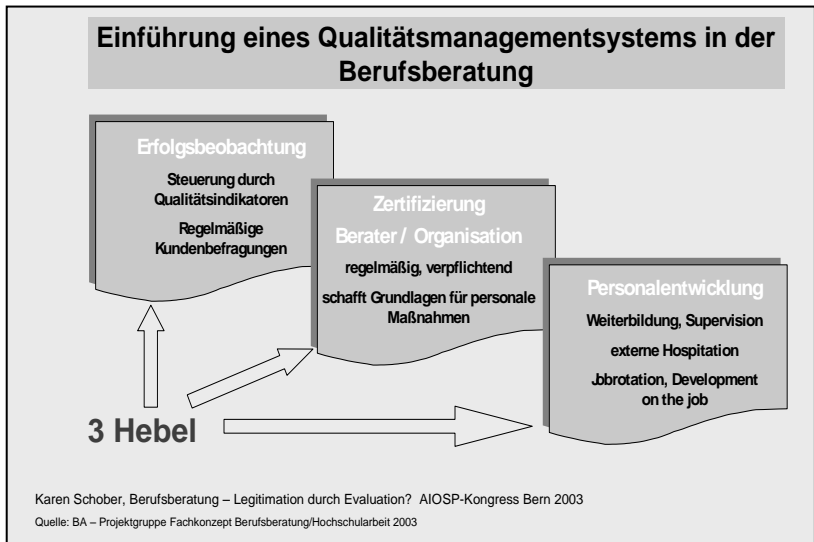 Einführung eines Qualitätsmanagementsystems in der
Berufsberatung
Erfolgsbeobachtung
Steuerung durch
Qualitätsindikatoren
Regelmäßige
Kundenbefragungen
Zertifizierung
Berater / Organisation
regelmäßig, verpflichtend
schafft Grundlagen für personale
Maßnahmen
Personalentwicklung
Weiterbildung, Supervision
externe Hospitation
Jobrotation, Development
on the job
3 Hebel
Karen Schober, Berufsberatung – Legitimation durch Evaluation? AIOSP-Kongress Bern 2003
Quelle: BA – Projektgruppe Fachkonzept Berufsberatung/Hochschularbeit 2003